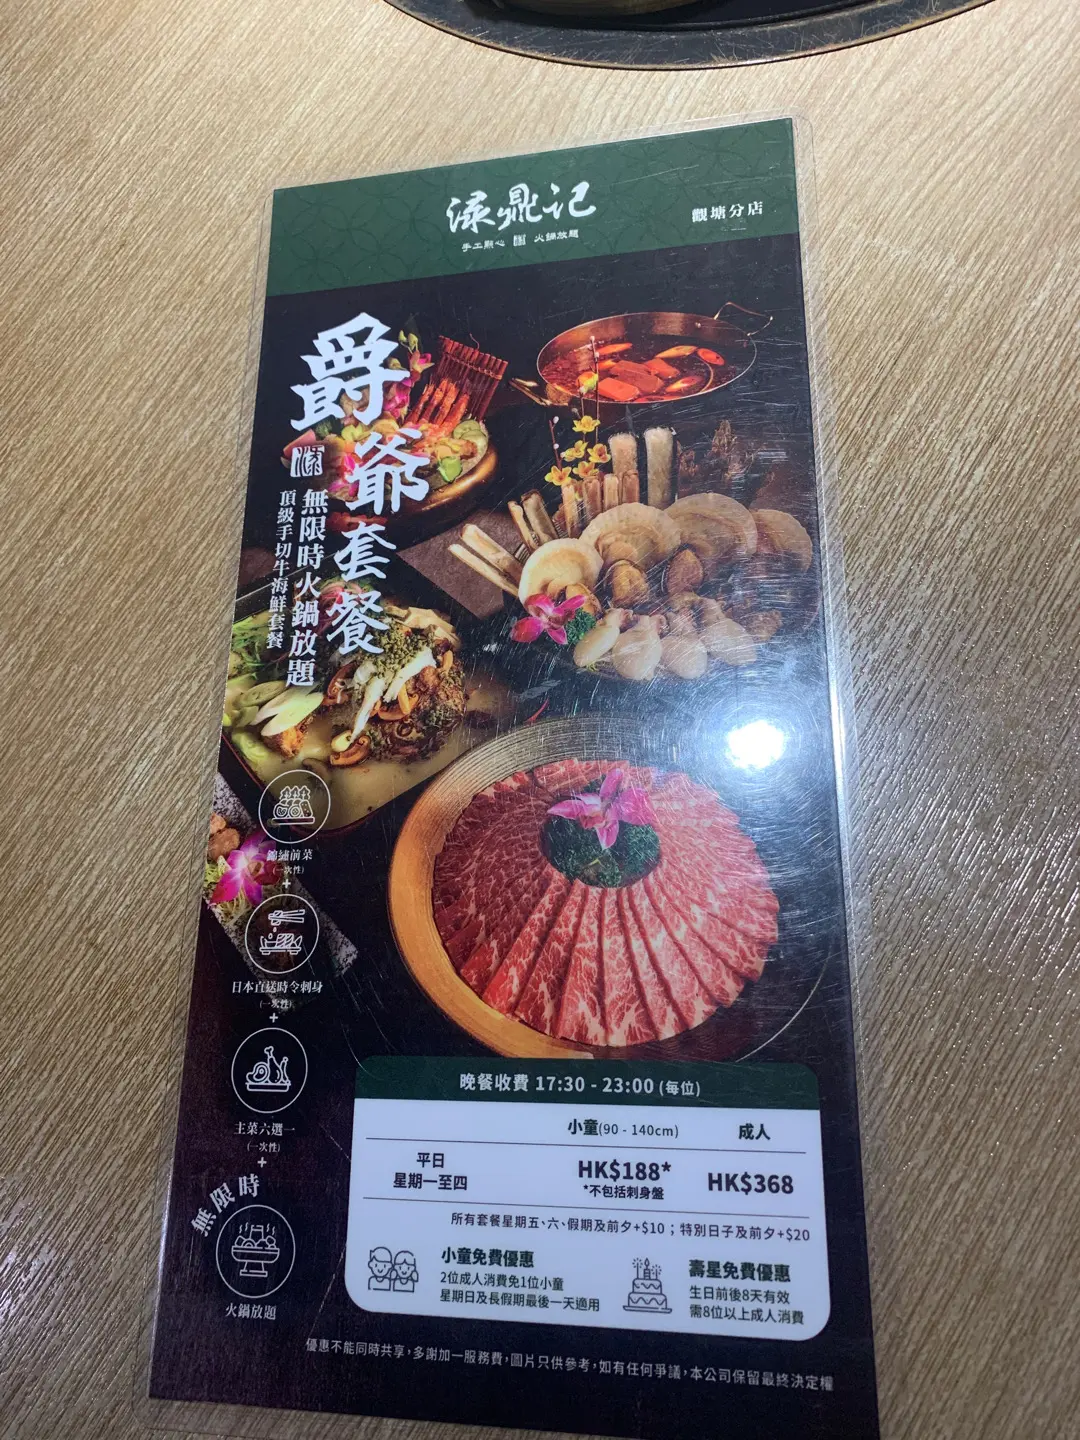 渌鼎记
手工點心 火鍋放題
觀塘分店
爵爺套餐
無限時火鍋放題
頂級手切牛海鮮套餐
錦繡前菜
(一次性)
+
日本直送時令刺身
(一次性)
+
主菜六選一
(一次性)
+
無限時
火鍋放題
晚餐收費 17:30 - 23:00 (每位)
小童(90 - 140cm) 成人
平日
星期一至四
HK$188*
*不包括刺身盤
HK$368
所有套餐星期五、六、假期及前夕+$10；特別日子及前夕+$20
小童免費優惠
2位成人消費免1位小童
星期日及長假期最後一天適用
壽星免費優惠
生日前後8天有效
需8位以上成人消費
優惠不能同時共享，多謝加一服務費，圖片只供參考，如有任何爭議，本公司保留最終決定權